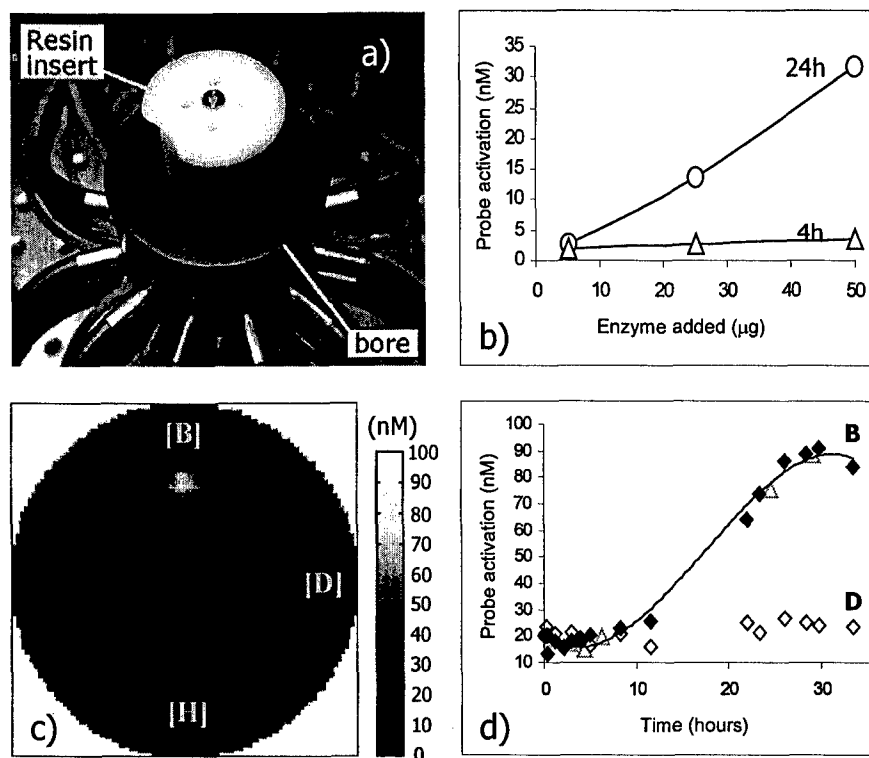 Resin
insert
a)
bore
35
30
25
20
15
10
5
0
Probe activation (nM)
24h
4h
0 10 20 30 40 50
Enzyme added (µg)
b)
[B]
[D]
[H]
c)
(nM)
100
90
80
70
60
50
40
30
20
10
0
100
90
80
70
60
50
40
30
20
10
Probe activation (nM)
B
D
0 10 20 30
Time (hours)
d)